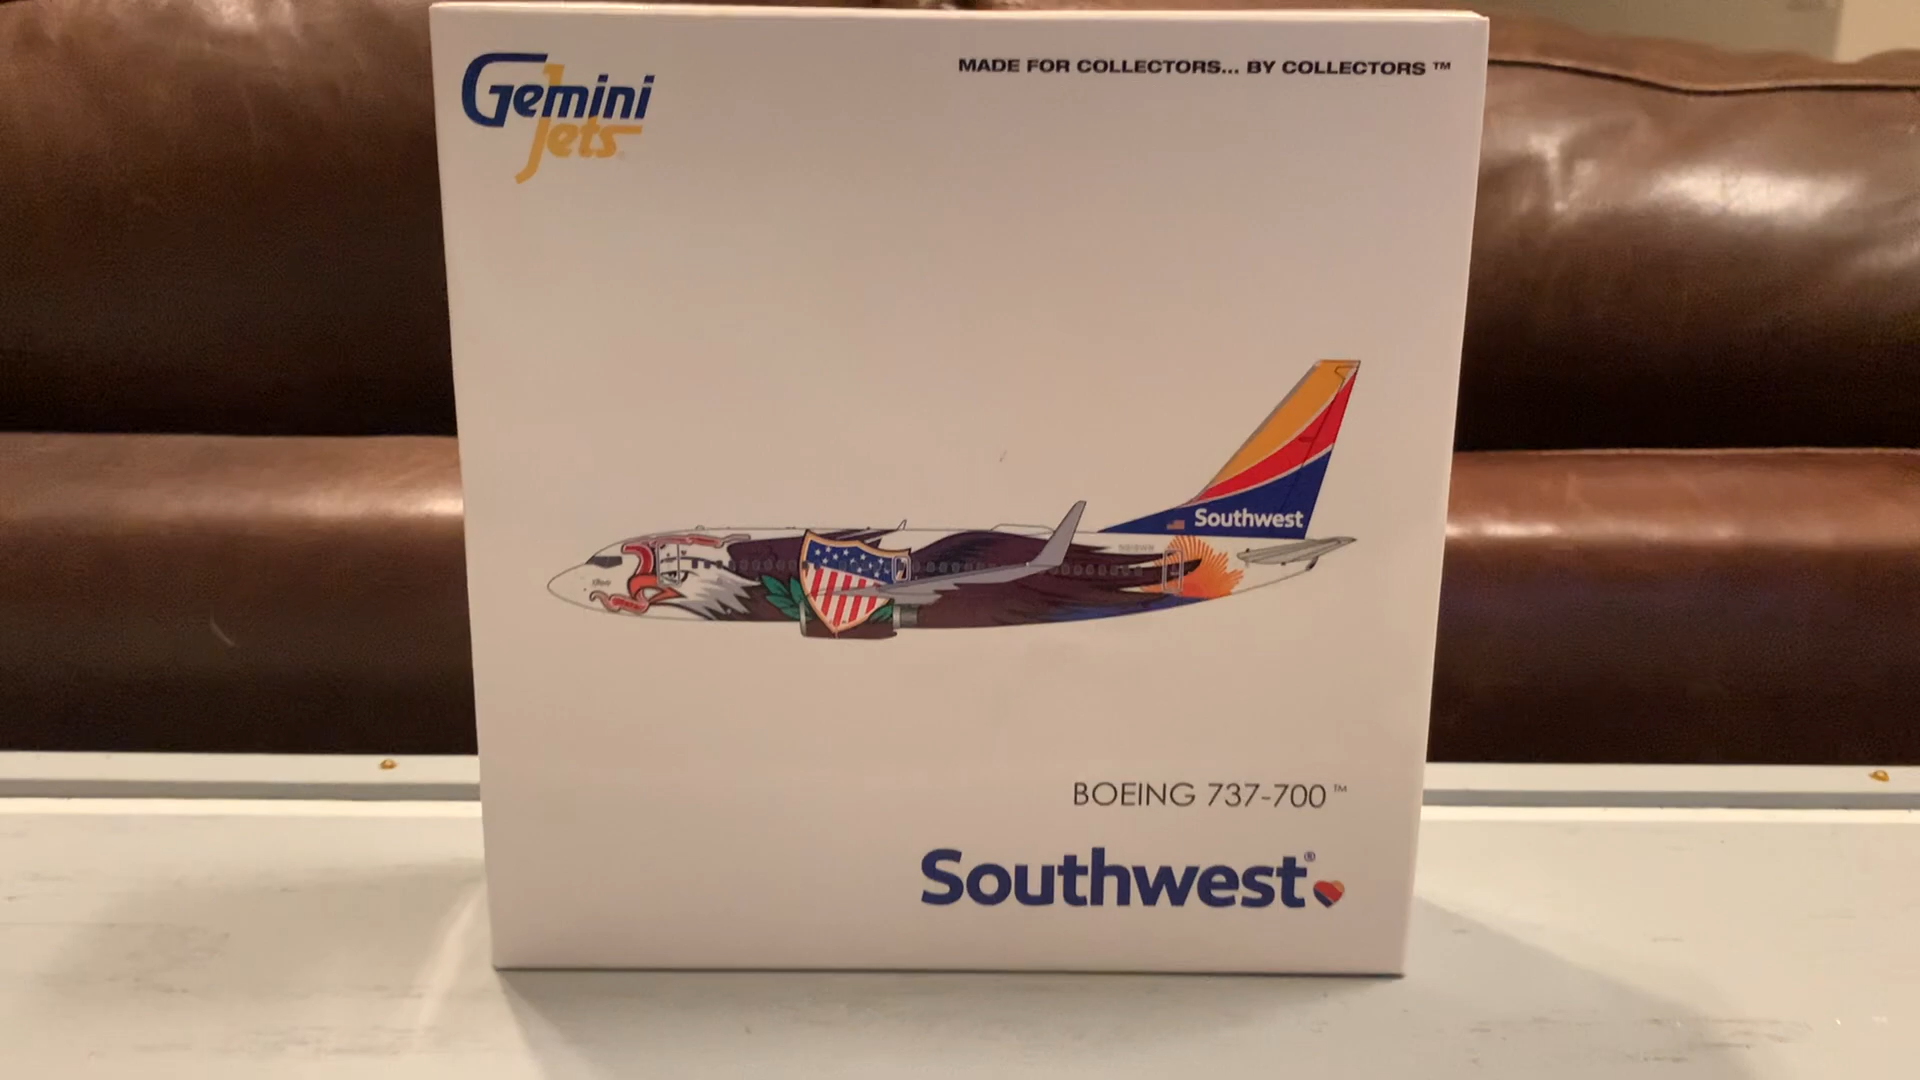 Gemini
Jets
MADE FOR COLLECTORS... BY COLLECTORS ™
Southwest
BOEING 737-700™
Southwest®